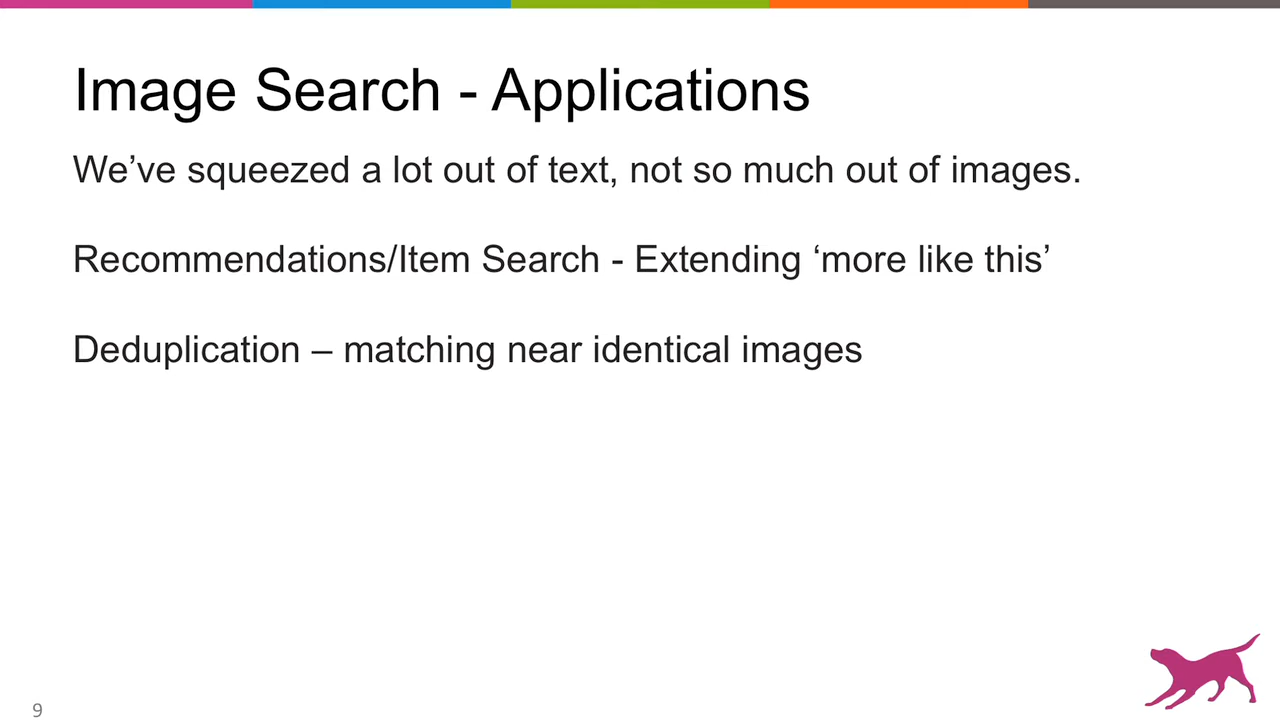 Image Search - Applications
We’ve squeezed a lot out of text, not so much out of images.
Recommendations/Item Search - Extending ‘more like this’
Deduplication – matching near identical images
9